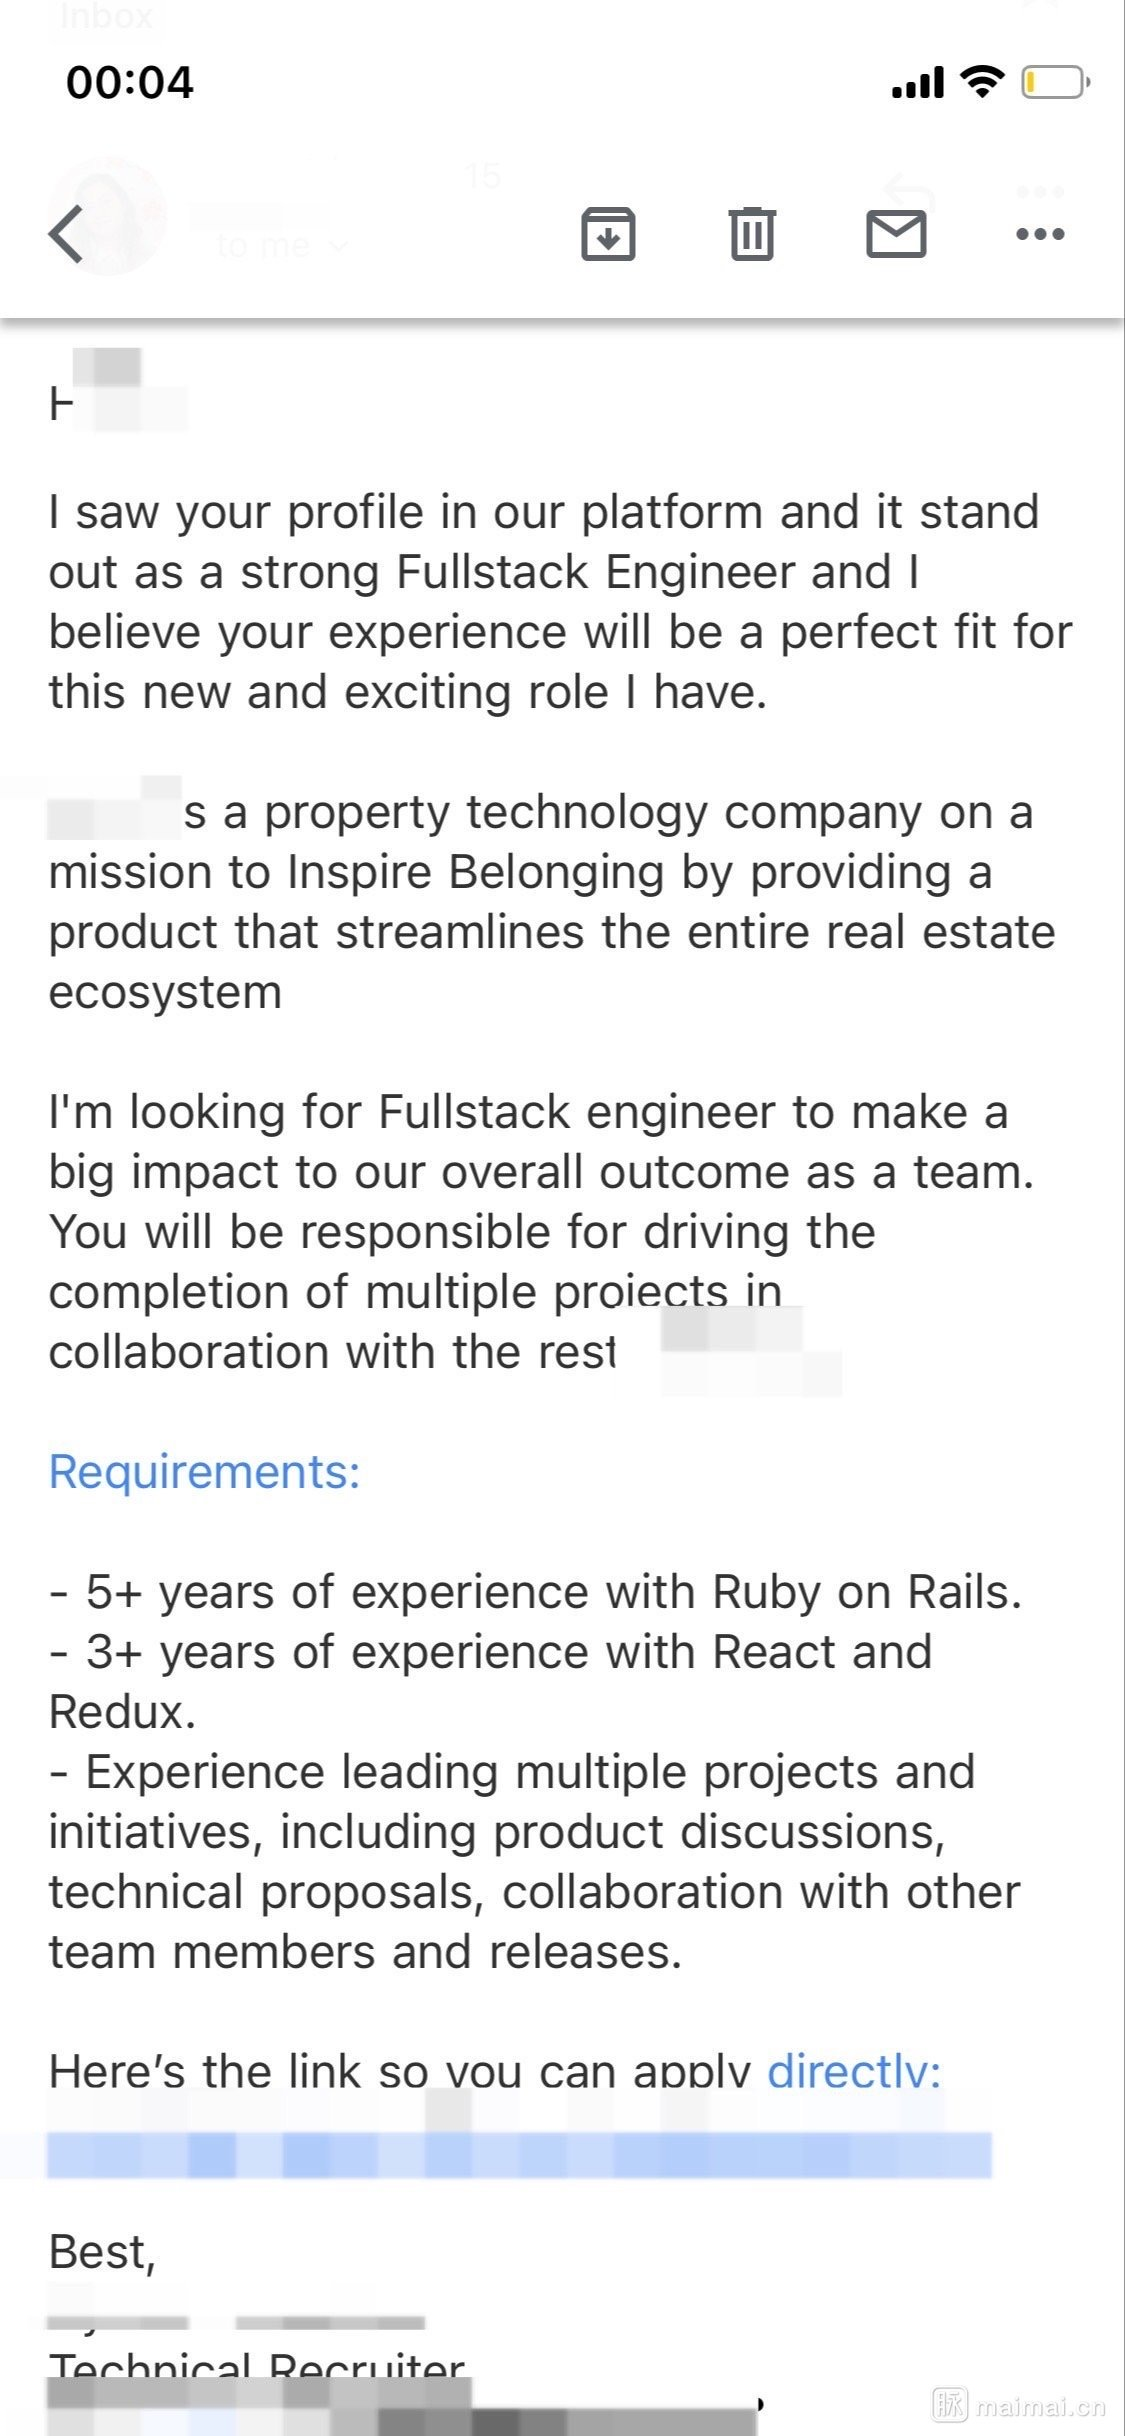 Inbox
00:04
15
to me
H
I saw your profile in our platform and it stand
out as a strong Fullstack Engineer and I
believe your experience will be a perfect fit for
this new and exciting role I have.
s a property technology company on a
mission to Inspire Belonging by providing a
product that streamlines the entire real estate
ecosystem
I'm looking for Fullstack engineer to make a
big impact to our overall outcome as a team.
You will be responsible for driving the
completion of multiple projects in
collaboration with the rest
Requirements:
- 5+ years of experience with Ruby on Rails.
- 3+ years of experience with React and
Redux.
- Experience leading multiple projects and
initiatives, including product discussions,
technical proposals, collaboration with other
team members and releases.
Here’s the link so you can apply directly:
Best,
Technical Recruiter
脉 maimai.cn